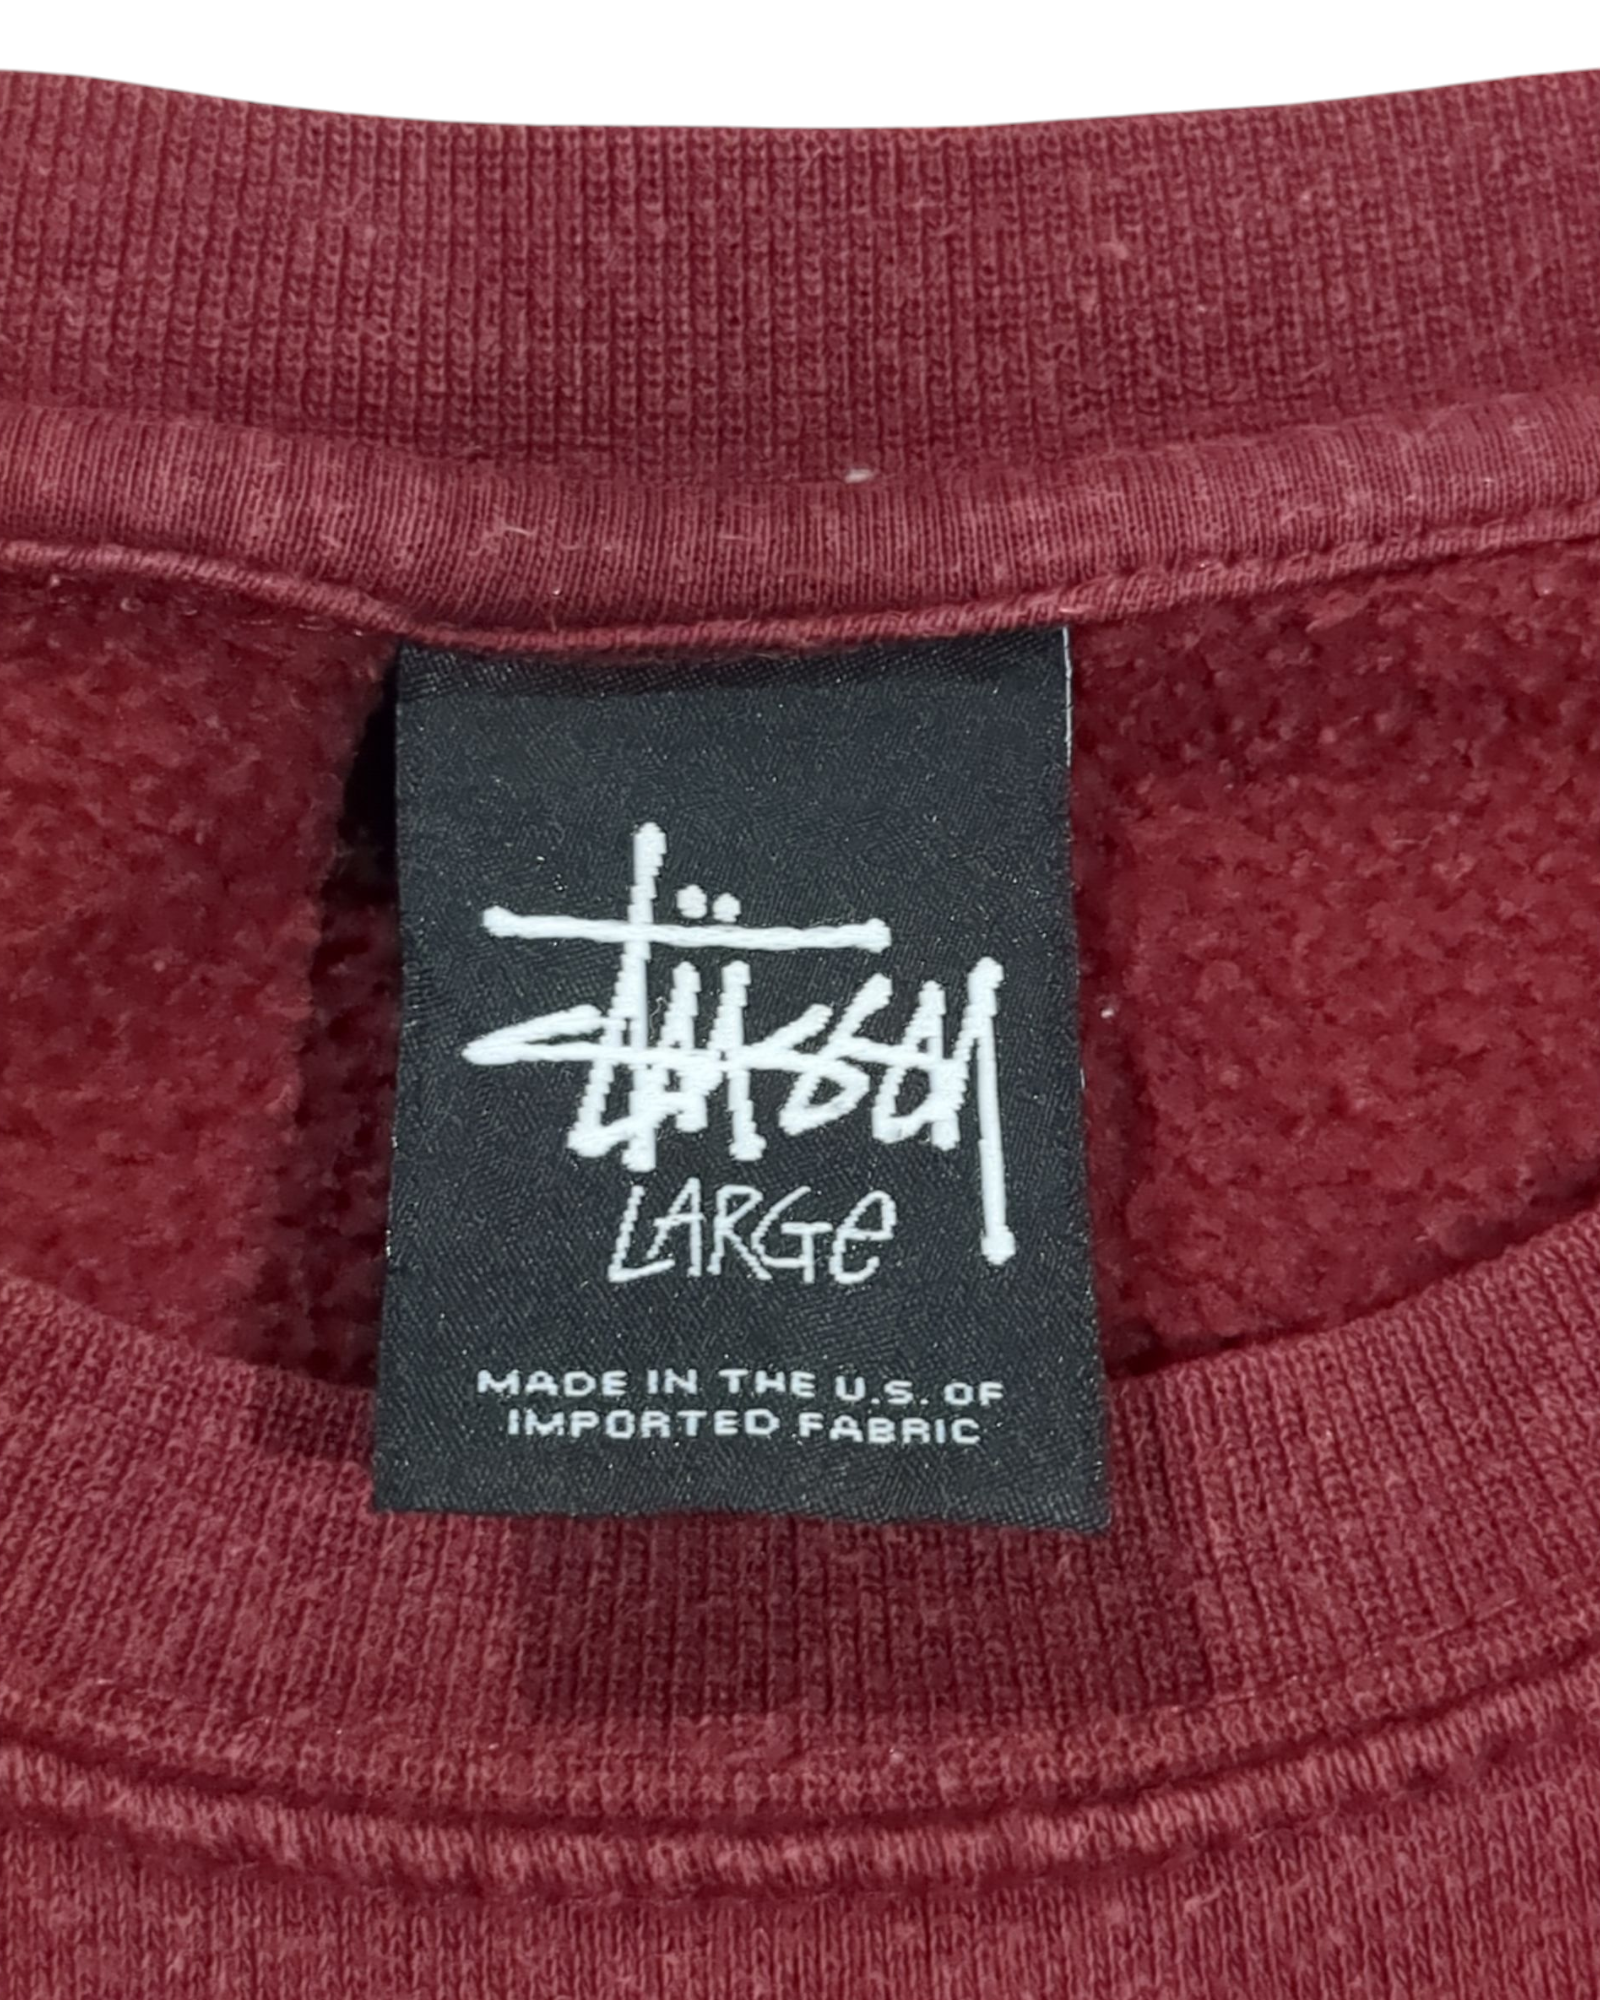 Stüssy
LARGe
MADE IN THE U.S. OF
IMPORTED FABRIC